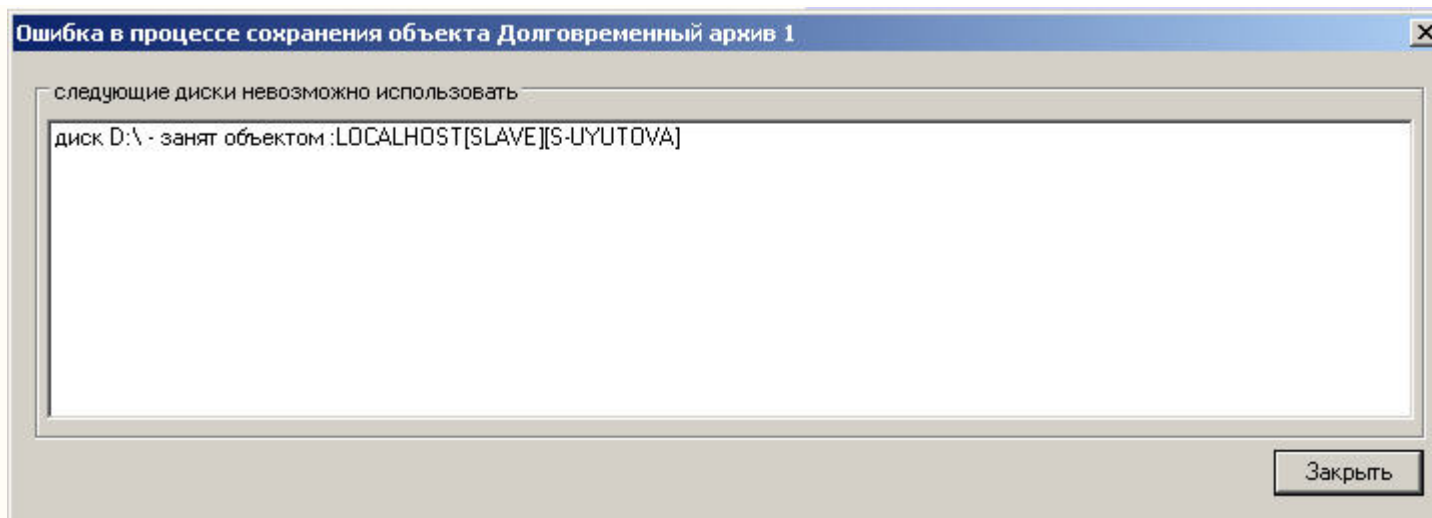 Ошибка в процессе сохранения объекта Долговременный архив 1
следующие диски невозможно использовать
диск D:\ - занят объектом :LOCALHOST[SLAVE][S-UYUTOVA]
Закрыть